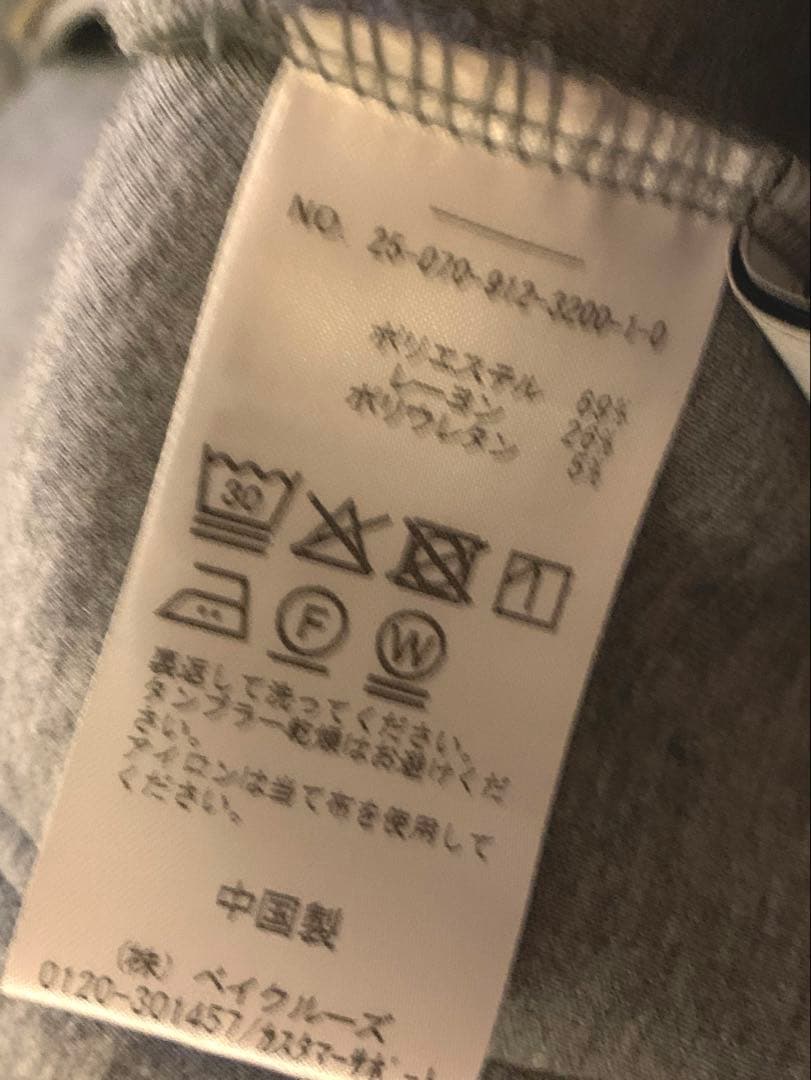 NO. 25-070-912-3200-1-0
ポリエステル 69%
レーヨン 26%
ポリウレタン 5%
30
F W
裏返して洗ってください。
タンブラー乾燥はお避けくだ
さい。
アイロンは当て布を使用して
ください。
中国製
(株) ベイクルーズ
0120-301457/カスタマーサポート